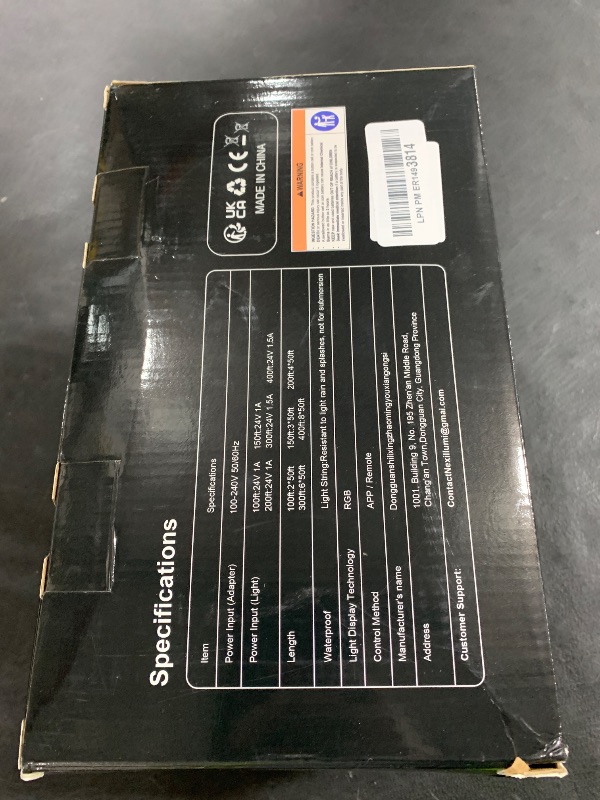 Specifications
Item Specifications
Power Input (Adapter) 100-240V 50/60Hz
Power Input (Light) 100ft:24V 1A 150ft:24V 1A
200ft:24V 1A 300ft:24V 1.5A 400ft:24V 1.5A
Length 100ft:2*50ft 150ft:3*50ft 200ft:4*50ft
300ft:6*50ft 400ft:8*50ft
Waterproof Light String:Resistant to light rain and splashes, not for submersion
Light Display Technology RGB
Control Method APP / Remote
Manufacturer's name Dongguanshilixingzhaomingyouxiangongsi
Address 1001, Building 9, No. 195 Zhen'an Middle Road,
Chang'an Town,Dongguan City, Guangdong Province
Customer Support: ContactNexillumi@gmai.com
UK
CA
CE
MADE IN CHINA
WARNING
LPN PM ER1493814